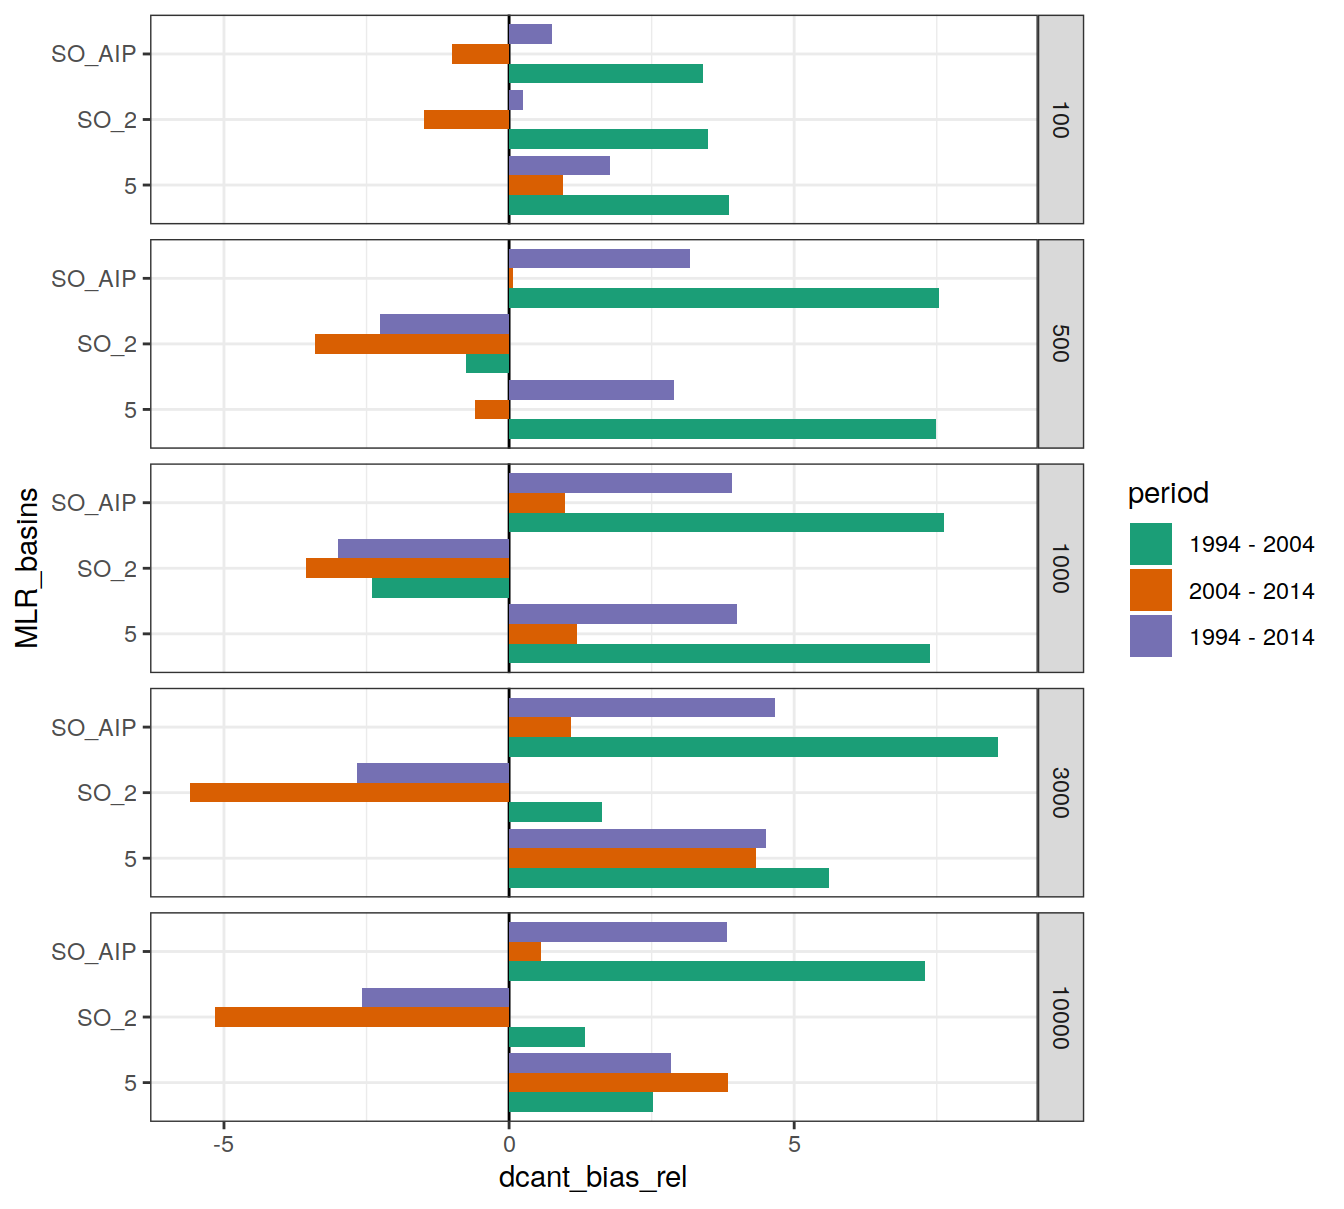 SO_AIP
SO_2
5
100
SO_AIP
SO_2
5
500
SO_AIP
SO_2
5
1000
SO_AIP
SO_2
5
3000
SO_AIP
SO_2
5
10000
-5 0 5
dcant_bias_rel
MLR_basins
period
1994 - 2004
2004 - 2014
1994 - 2014